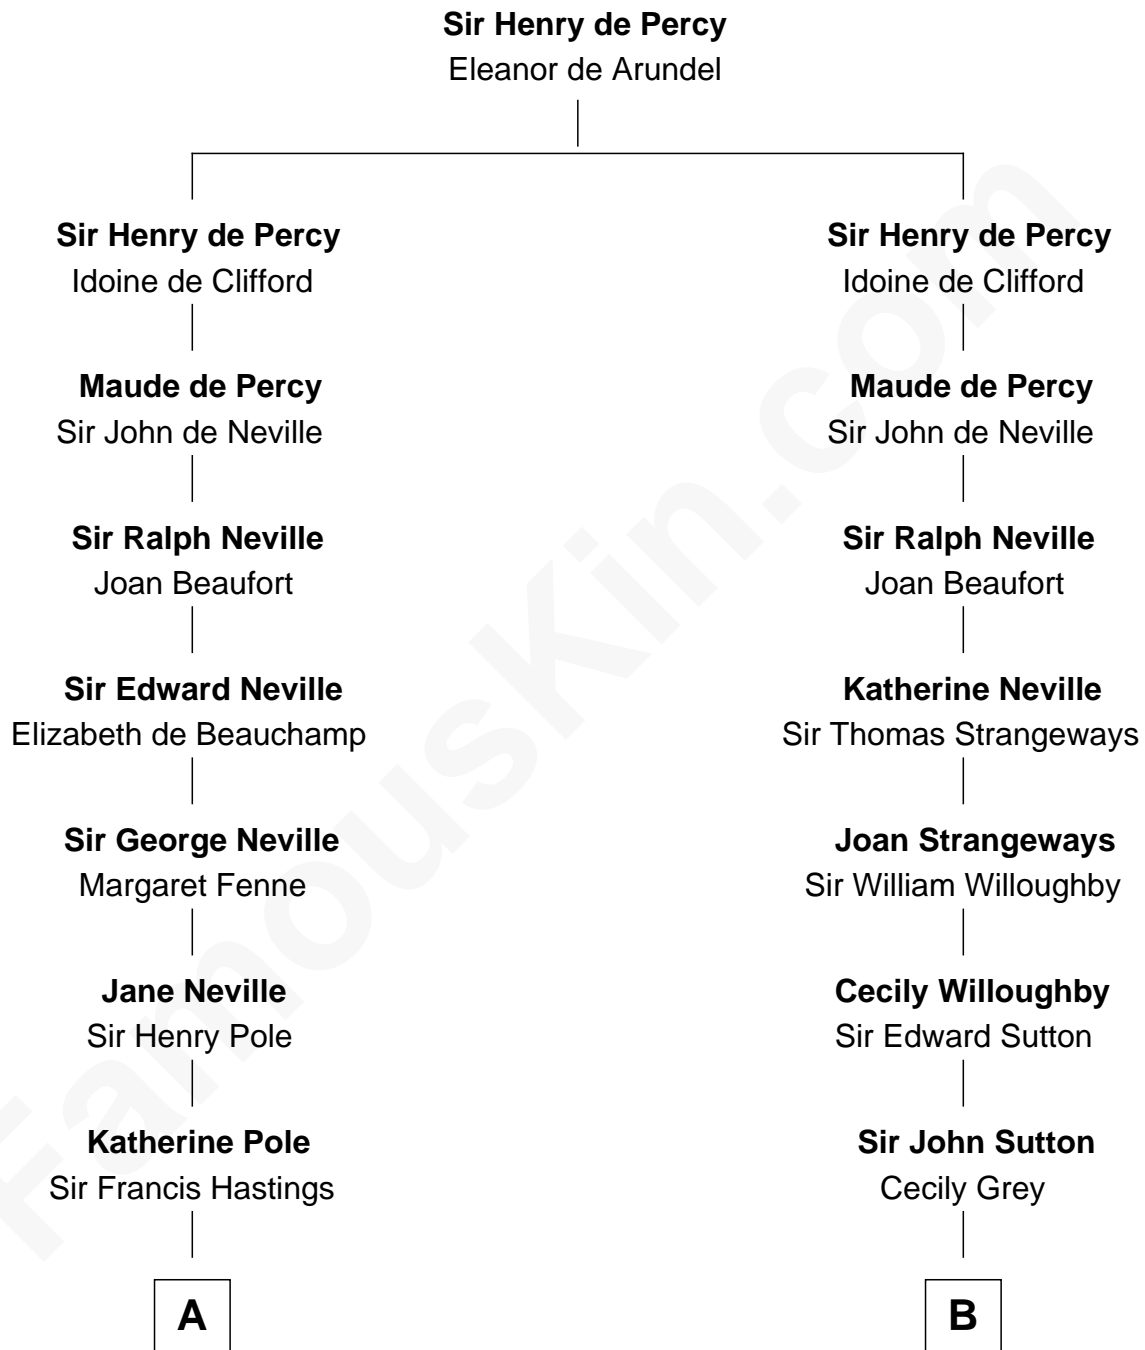 Sir Henry de Percy
Eleanor de Arundel
Sir Henry de Percy
Idoine de Clifford
Maude de Percy
Sir John de Neville
Sir Ralph Neville
Joan Beaufort
Sir Edward Neville
Elizabeth de Beauchamp
Sir George Neville
Margaret Fenne
Jane Neville
Sir Henry Pole
Katherine Pole
Sir Francis Hastings
A
Sir Henry de Percy
Idoine de Clifford
Maude de Percy
Sir John de Neville
Sir Ralph Neville
Joan Beaufort
Katherine Neville
Sir Thomas Strangeways
Joan Strangeways
Sir William Willoughby
Cecily Willoughby
Sir Edward Sutton
Sir John Sutton
Cecily Grey
B
FamousKin.com